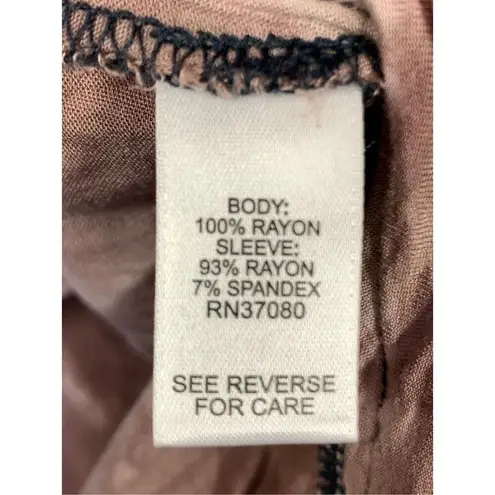 BODY:
100% RAYON
SLEEVE:
93% RAYON
7% SPANDEX
RN37080
SEE REVERSE
FOR CARE